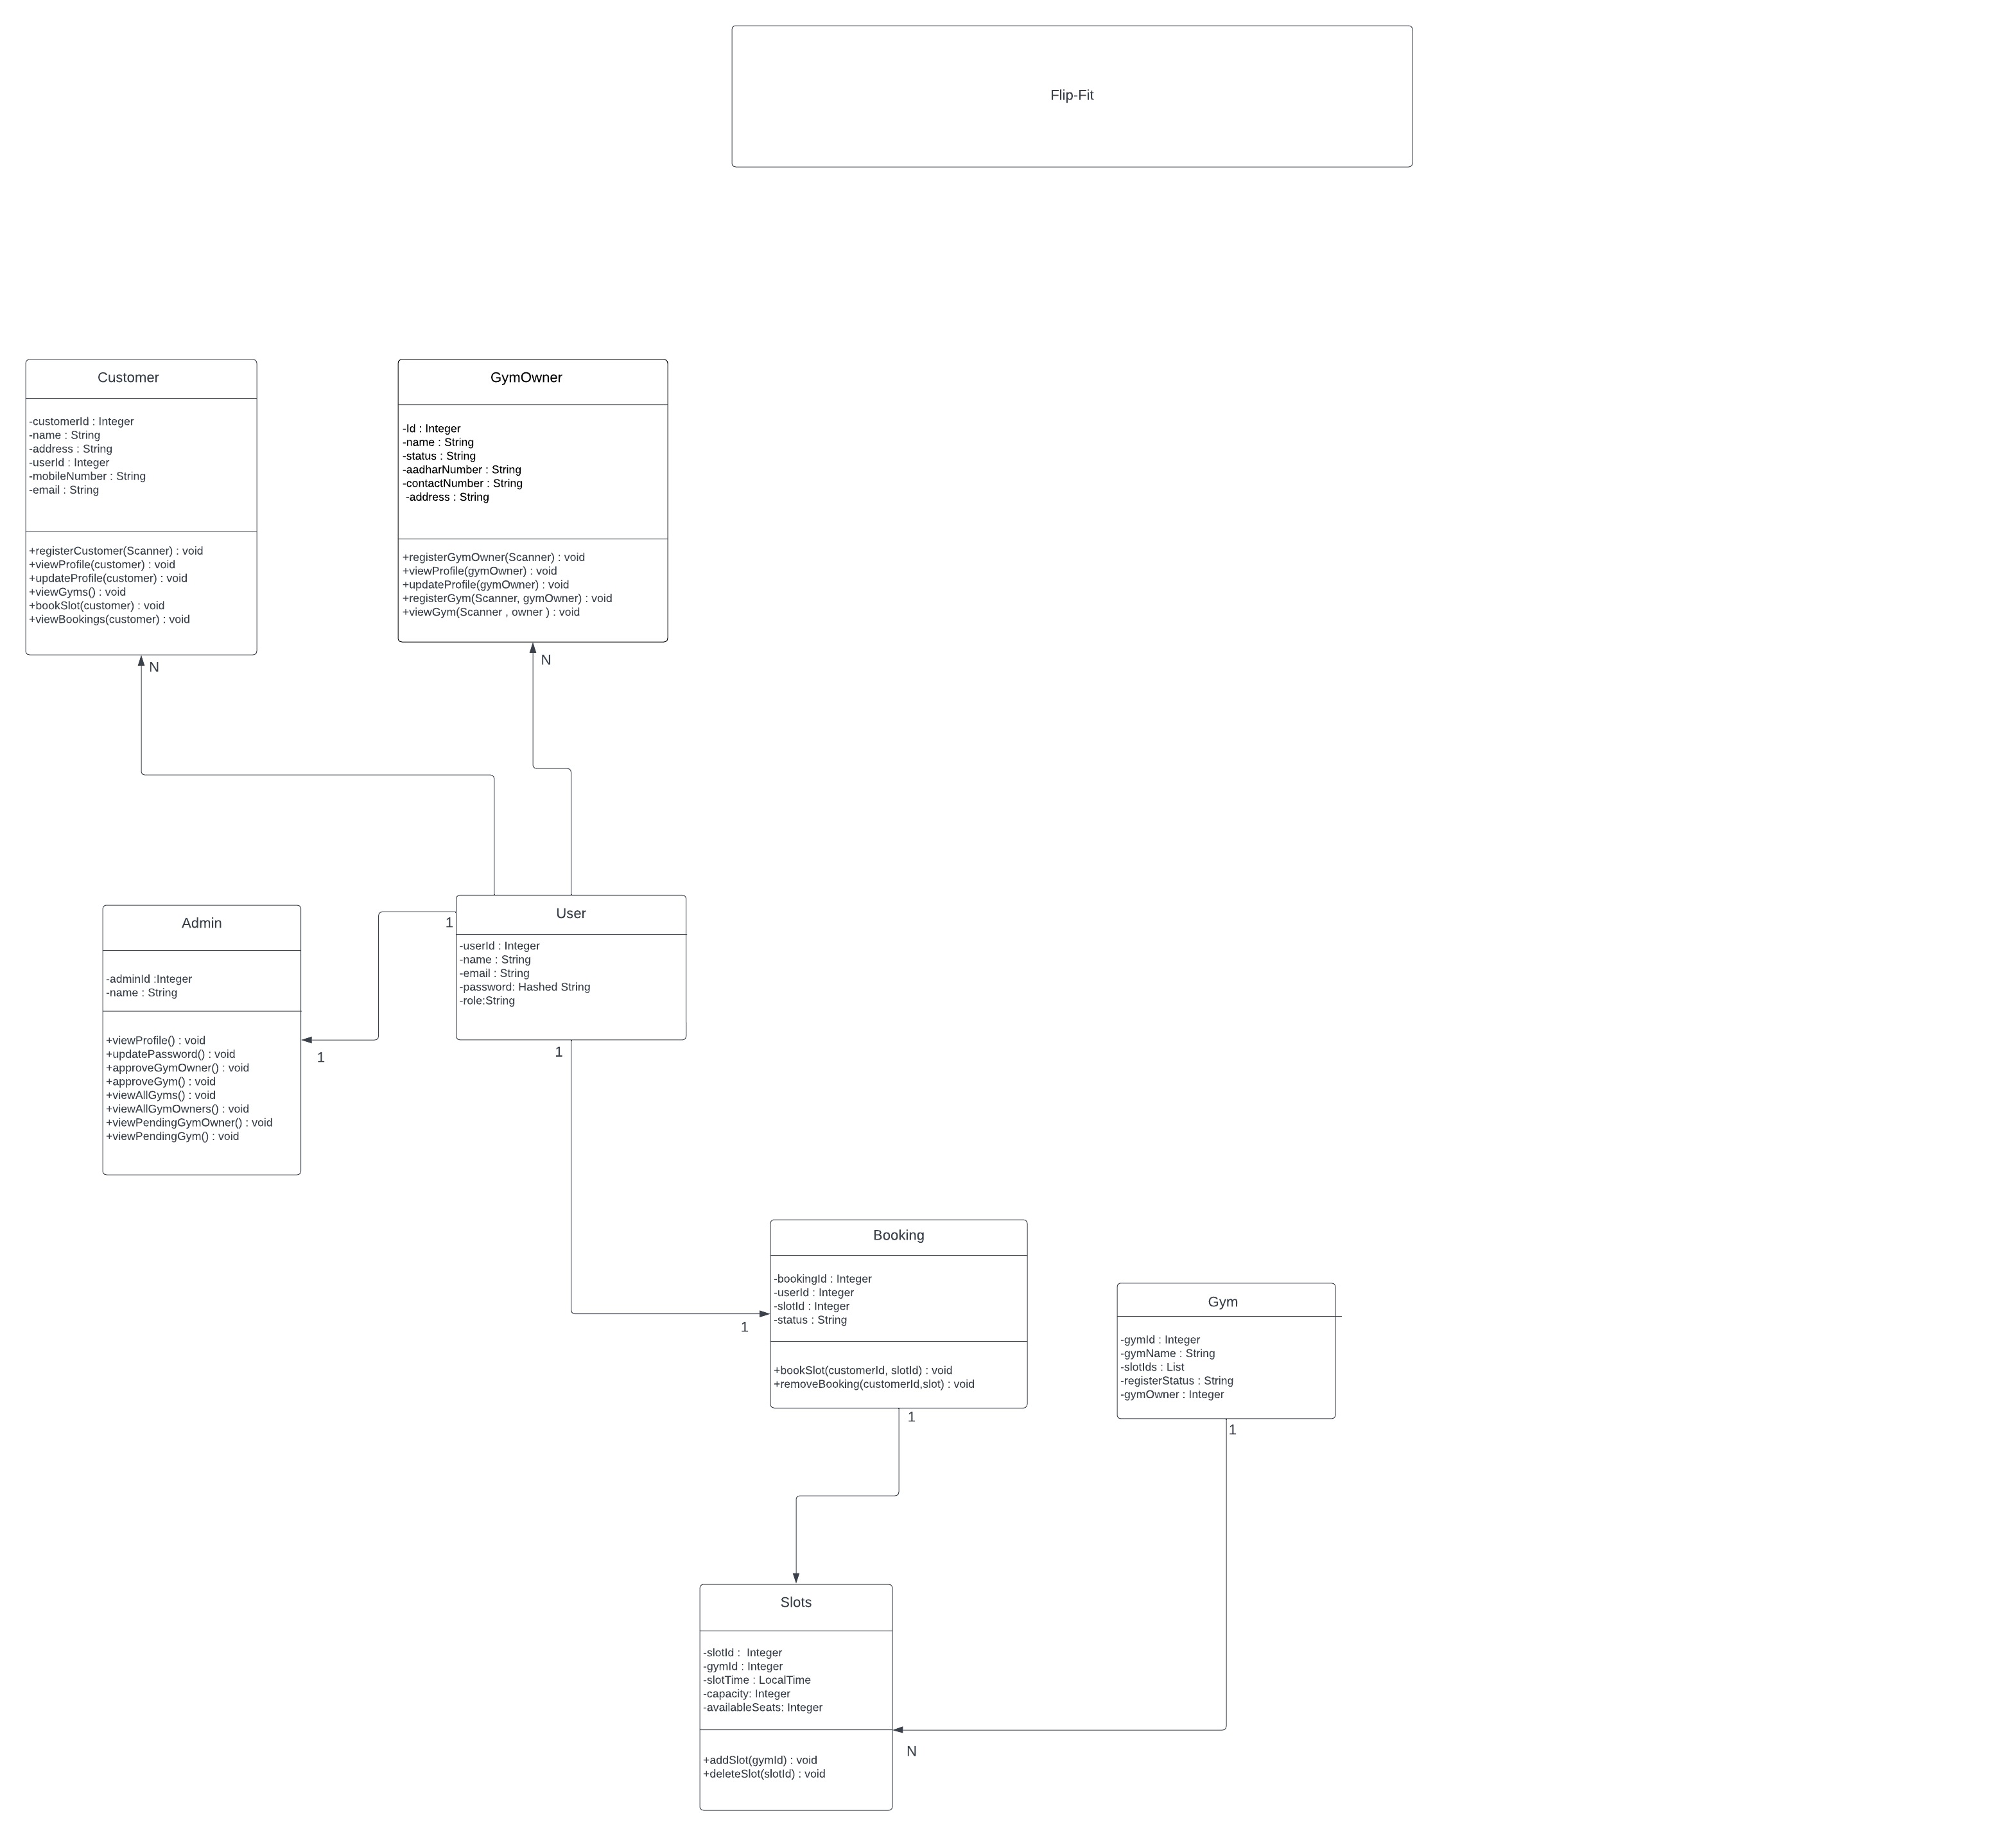 Flip-Fit
Customer
-customerId : Integer
-name : String
-address : String
-userId : Integer
-mobileNumber : String
-email : String
+registerCustomer(Scanner) : void
+viewProfile(customer) : void
+updateProfile(customer) : void
+viewGyms() : void
+bookSlot(customer) : void
+viewBookings(customer) : void
N
GymOwner
-Id : Integer
-name : String
-status : String
-aadharNumber : String
-contactNumber : String
-address : String
+registerGymOwner(Scanner) : void
+viewProfile(gymOwner) : void
+updateProfile(gymOwner) : void
+registerGym(Scanner, gymOwner) : void
+viewGym(Scanner , owner ) : void
N
Admin
-adminId :Integer
-name : String
+viewProfile() : void
+updatePassword() : void
+approveGymOwner() : void
+approveGym() : void
+viewAllGyms() : void
+viewAllGymOwners() : void
+viewPendingGymOwner() : void
+viewPendingGym() : void
1
1
User
-userId : Integer
-name : String
-email : String
-password: Hashed String
-role:String
1
1
Booking
-bookingId : Integer
-userId : Integer
-slotId : Integer
-status : String
+bookSlot(customerId, slotId) : void
+removeBooking(customerId,slot) : void
1
Gym
-gymId : Integer
-gymName : String
-slotIds : List
-registerStatus : String
-gymOwner : Integer
1
Slots
-slotId :  Integer
-gymId : Integer
-slotTime : LocalTime
-capacity: Integer
-availableSeats: Integer
+addSlot(gymId) : void
+deleteSlot(slotId) : void
N